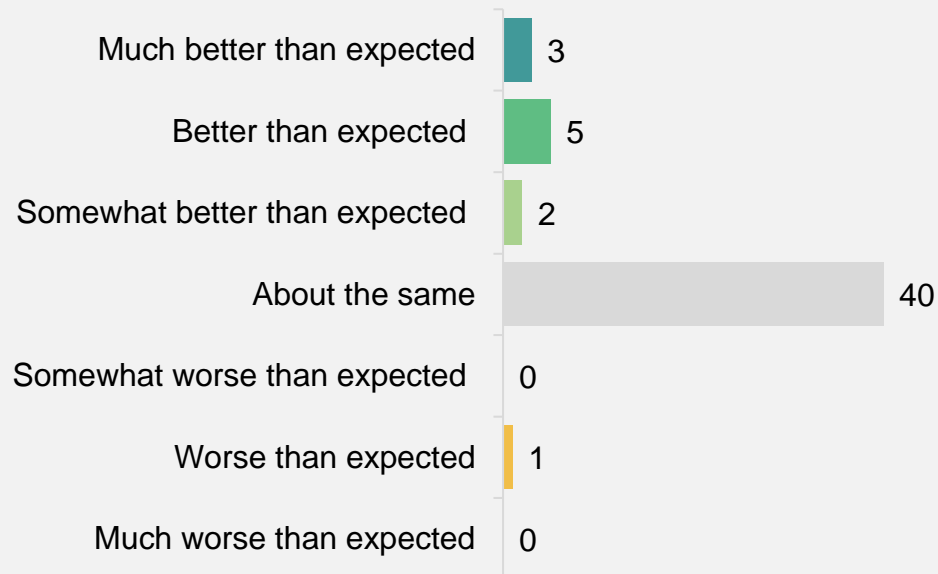 Much better than expected 3
Better than expected 5
Somewhat better than expected 2
About the same 40
Somewhat worse than expected 0
Worse than expected 1
Much worse than expected 0